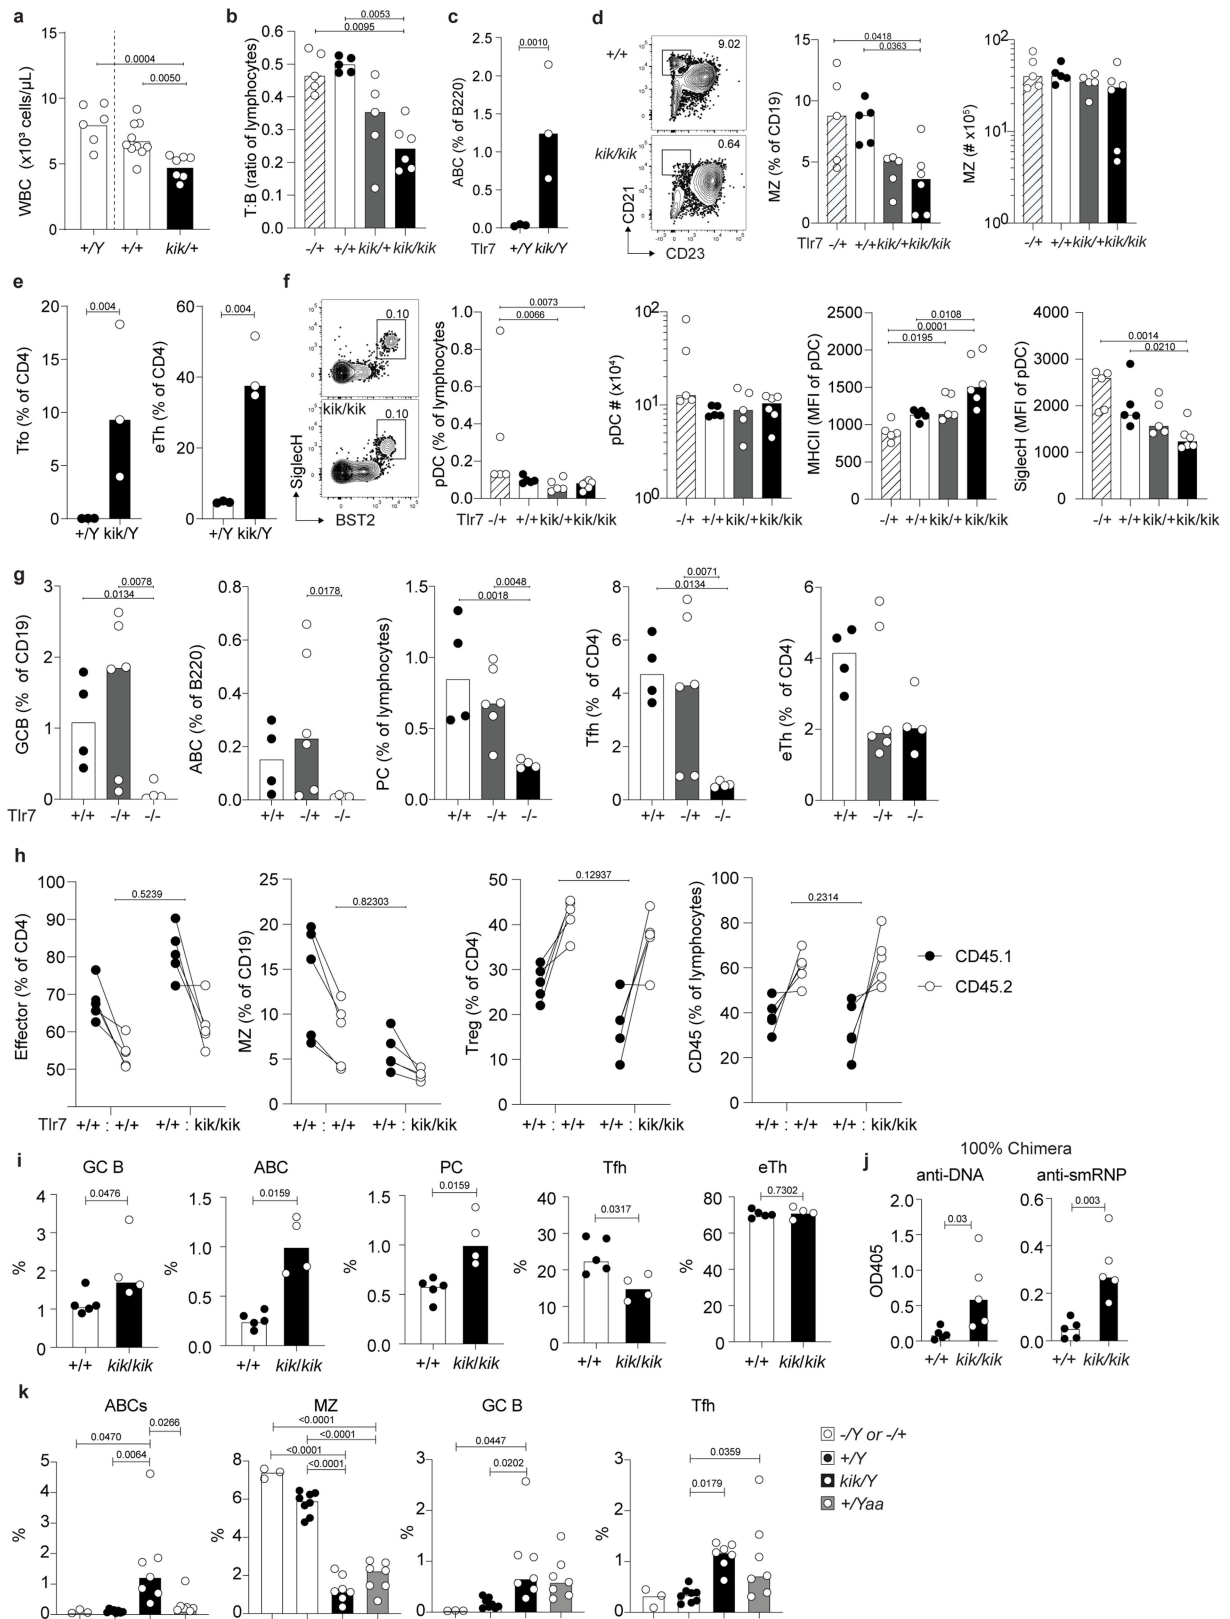 a
WBC (x10³ cells/µL)
15
10
5
0
0.0004
0.0050
+/Y
+/+
kik/+
b
T:B (ratio of lymphocytes)
0.6
0.5
0.4
0.3
0.2
0.1
0.0
0.0053
0.0095
-/+ +/+ kik/+ kik/kik
c
ABC (% of B220)
2.5
2.0
1.5
1.0
0.5
0.0
0.0010
Tlr7 +/Y kik/Y
d
+/+
9.02
kik/kik
0.64
CD21
CD23
MZ (% of CD19)
15
10
5
0
0.0418
0.0363
Tlr7 -/+ +/+ kik/+ kik/kik
MZ (# x10⁵)
10²
10¹
10⁰
-/+ +/+ kik/+ kik/kik
e
Tfo (% of CD4)
20
15
10
5
0
0.004
+/Y kik/Y
eTh (% of CD4)
60
40
20
0
0.004
+/Y kik/Y
f
0.10
kik/kik
0.10
SiglecH
BST2
pDC (% of lymphocytes)
1.0
0.8
0.6
0.4
0.2
0.0
0.0073
0.0066
Tlr7 -/+ +/+ kik/+ kik/kik
pDC # (x10⁴)
10²
10¹
10⁰
-/+ +/+ kik/+ kik/kik
MHCII (MFI of pDC)
2500
2000
1500
1000
500
0
0.0108
0.0001
0.0195
-/+ +/+ kik/+ kik/kik
SiglecH (MFI of pDC)
4000
3000
2000
1000
0
0.0014
0.0210
-/+ +/+ kik/+ kik/kik
g
GCB (% of CD19)
3
2
1
0
0.0078
0.0134
Tlr7 +/+ -/+ -/-
ABC (% of B220)
0.8
0.6
0.4
0.2
0.0
0.0178
+/+ -/+ -/-
PC (% of lymphocytes)
1.5
1.0
0.5
0.0
0.0048
0.0018
+/+ -/+ -/-
Tfh (% of CD4)
8
6
4
2
0
0.0071
0.0134
+/+ -/+ -/-
eTh (% of CD4)
6
4
2
0
+/+ -/+ -/-
h
Effector (% of CD4)
100
90
80
70
60
50
0.5239
Tlr7 +/+ : +/+ +/+ : kik/kik
MZ (% of CD19)
25
20
15
10
5
0
0.82303
+/+ : +/+ +/+ : kik/kik
Treg (% of CD4)
50
40
30
20
10
0
0.12937
+/+ : +/+ +/+ : kik/kik
CD45 (% of lymphocytes)
100
80
60
40
20
0
0.2314
+/+ : +/+ +/+ : kik/kik
CD45.1
CD45.2
i
GC B
%
4
3
2
1
0
0.0476
+/+ kik/kik
ABC
%
1.5
1.0
0.5
0.0
0.0159
+/+ kik/kik
PC
%
1.5
1.0
0.5
0.0
0.0159
+/+ kik/kik
Tfh
%
40
30
20
10
0
0.0317
+/+ kik/kik
eTh
%
80
60
40
20
0
0.7302
+/+ kik/kik
j
100% Chimera
anti-DNA
OD405
2.0
1.5
1.0
0.5
0.0
0.03
+/+ kik/kik
anti-smRNP
0.6
0.4
0.2
0.0
0.003
+/+ kik/kik
k
ABCs
%
5
4
3
2
1
0
0.0266
0.0470
0.0064
MZ
%
8
6
4
2
0
<0.0001
<0.0001
<0.0001
<0.0001
GC B
%
3
2
1
0
0.0447
0.0202
Tfh
%
3
2
1
0
0.0359
0.0179
-/Y or -/+
+/Y
kik/Y
+/Yaa